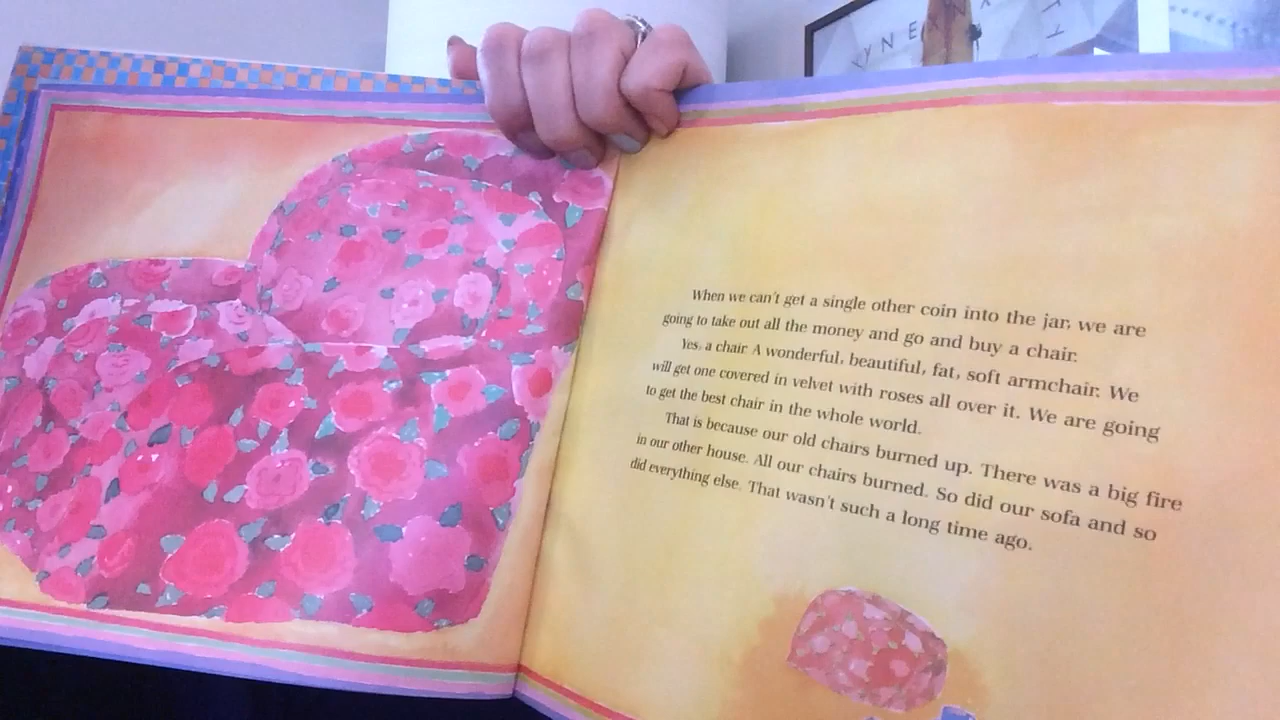 When we can't get a single other coin into the jar, we are
going to take out all the money and go and buy a chair.
Yes, a chair. A wonderful, beautiful, fat, soft armchair. We
will get one covered in velvet with roses all over it. We are going
to get the best chair in the whole world.
That is because our old chairs burned up. There was a big fire
in our other house. All our chairs burned. So did our sofa and so
did everything else. That wasn't such a long time ago.